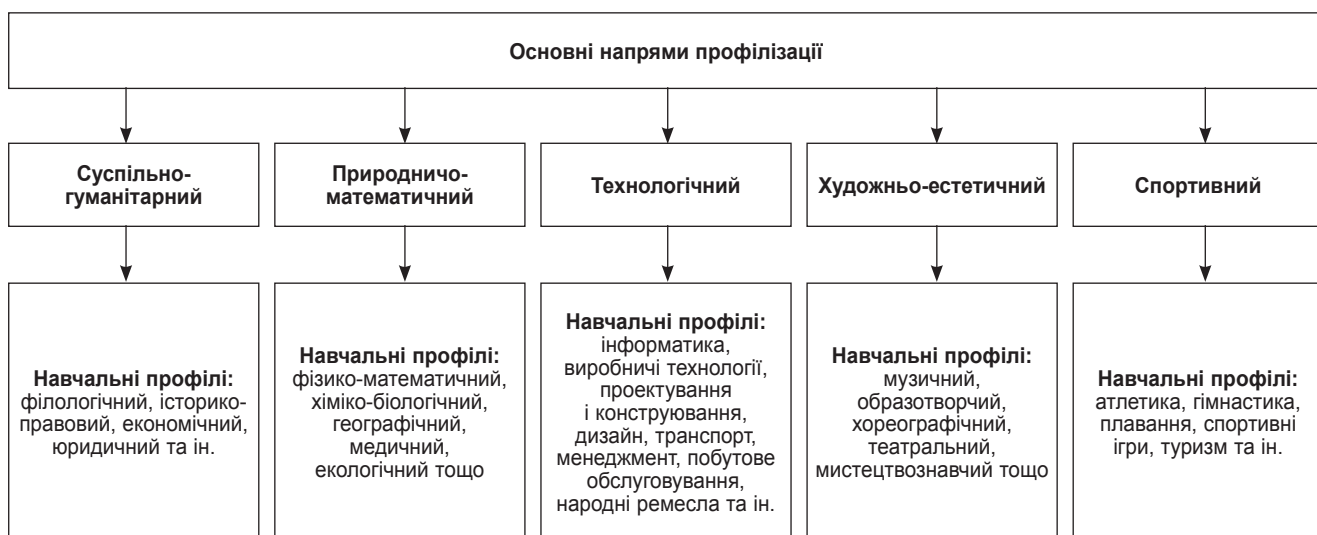 Основні напрями профілізації
Суспільно-
гуманітарний
Природничо-
математичний
Технологічний
Художньо-естетичний
Спортивний
Навчальні профілі:
філологічний, історико-
правовий, економічний,
юридичний та ін.
Навчальні профілі:
фізико-математичний,
хіміко-біологічний,
географічний,
медичний,
екологічний тощо
Навчальні профілі:
інформатика,
виробничі технології,
проектування
і конструювання,
дизайн, транспорт,
менеджмент, побутове
обслуговування,
народні ремесла та ін.
Навчальні профілі:
музичний,
образотворчий,
хореографічний,
театральний,
мистецтвознавчий тощо
Навчальні профілі:
атлетика, гімнастика,
плавання, спортивні
ігри, туризм та ін.